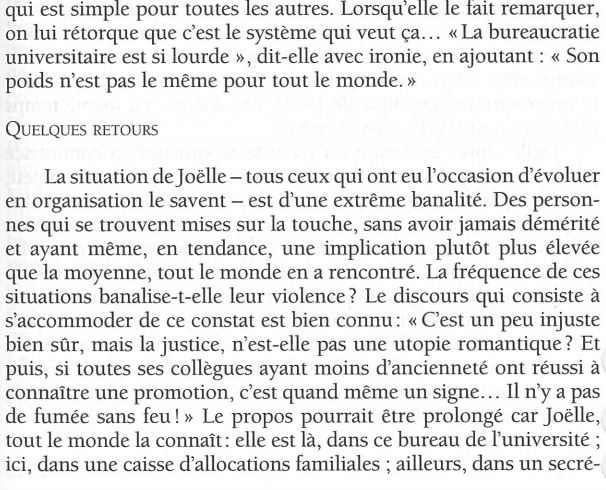 qui est simple pour toutes les autres. Lorsqu'elle le fait remarquer,
on lui rétorque que c'est le système qui veut ça… « La bureaucratie
universitaire est si lourde », dit-elle avec ironie, en ajoutant : « Son
poids n'est pas le même pour tout le monde. »
QUELQUES RETOURS
La situation de Joëlle – tous ceux qui ont eu l'occasion d'évoluer
en organisation le savent – est d'une extrême banalité. Des person-
nes qui se trouvent mises sur la touche, sans avoir jamais démérité
et ayant même, en tendance, une implication plutôt plus élevée
que la moyenne, tout le monde en a rencontré. La fréquence de ces
situations banalise-t-elle leur violence ? Le discours qui consiste à
s'accommoder de ce constat est bien connu : « C'est un peu injuste
bien sûr, mais la justice, n'est-elle pas une utopie romantique ? Et
puis, si toutes ses collègues ayant moins d'ancienneté ont réussi à
connaître une promotion, c'est quand même un signe… Il n'y a pas
de fumée sans feu ! » Le propos pourrait être prolongé car Joëlle,
tout le monde la connaît : elle est là, dans ce bureau de l'université ;
ici, dans une caisse d'allocations familiales ; ailleurs, dans un secré-